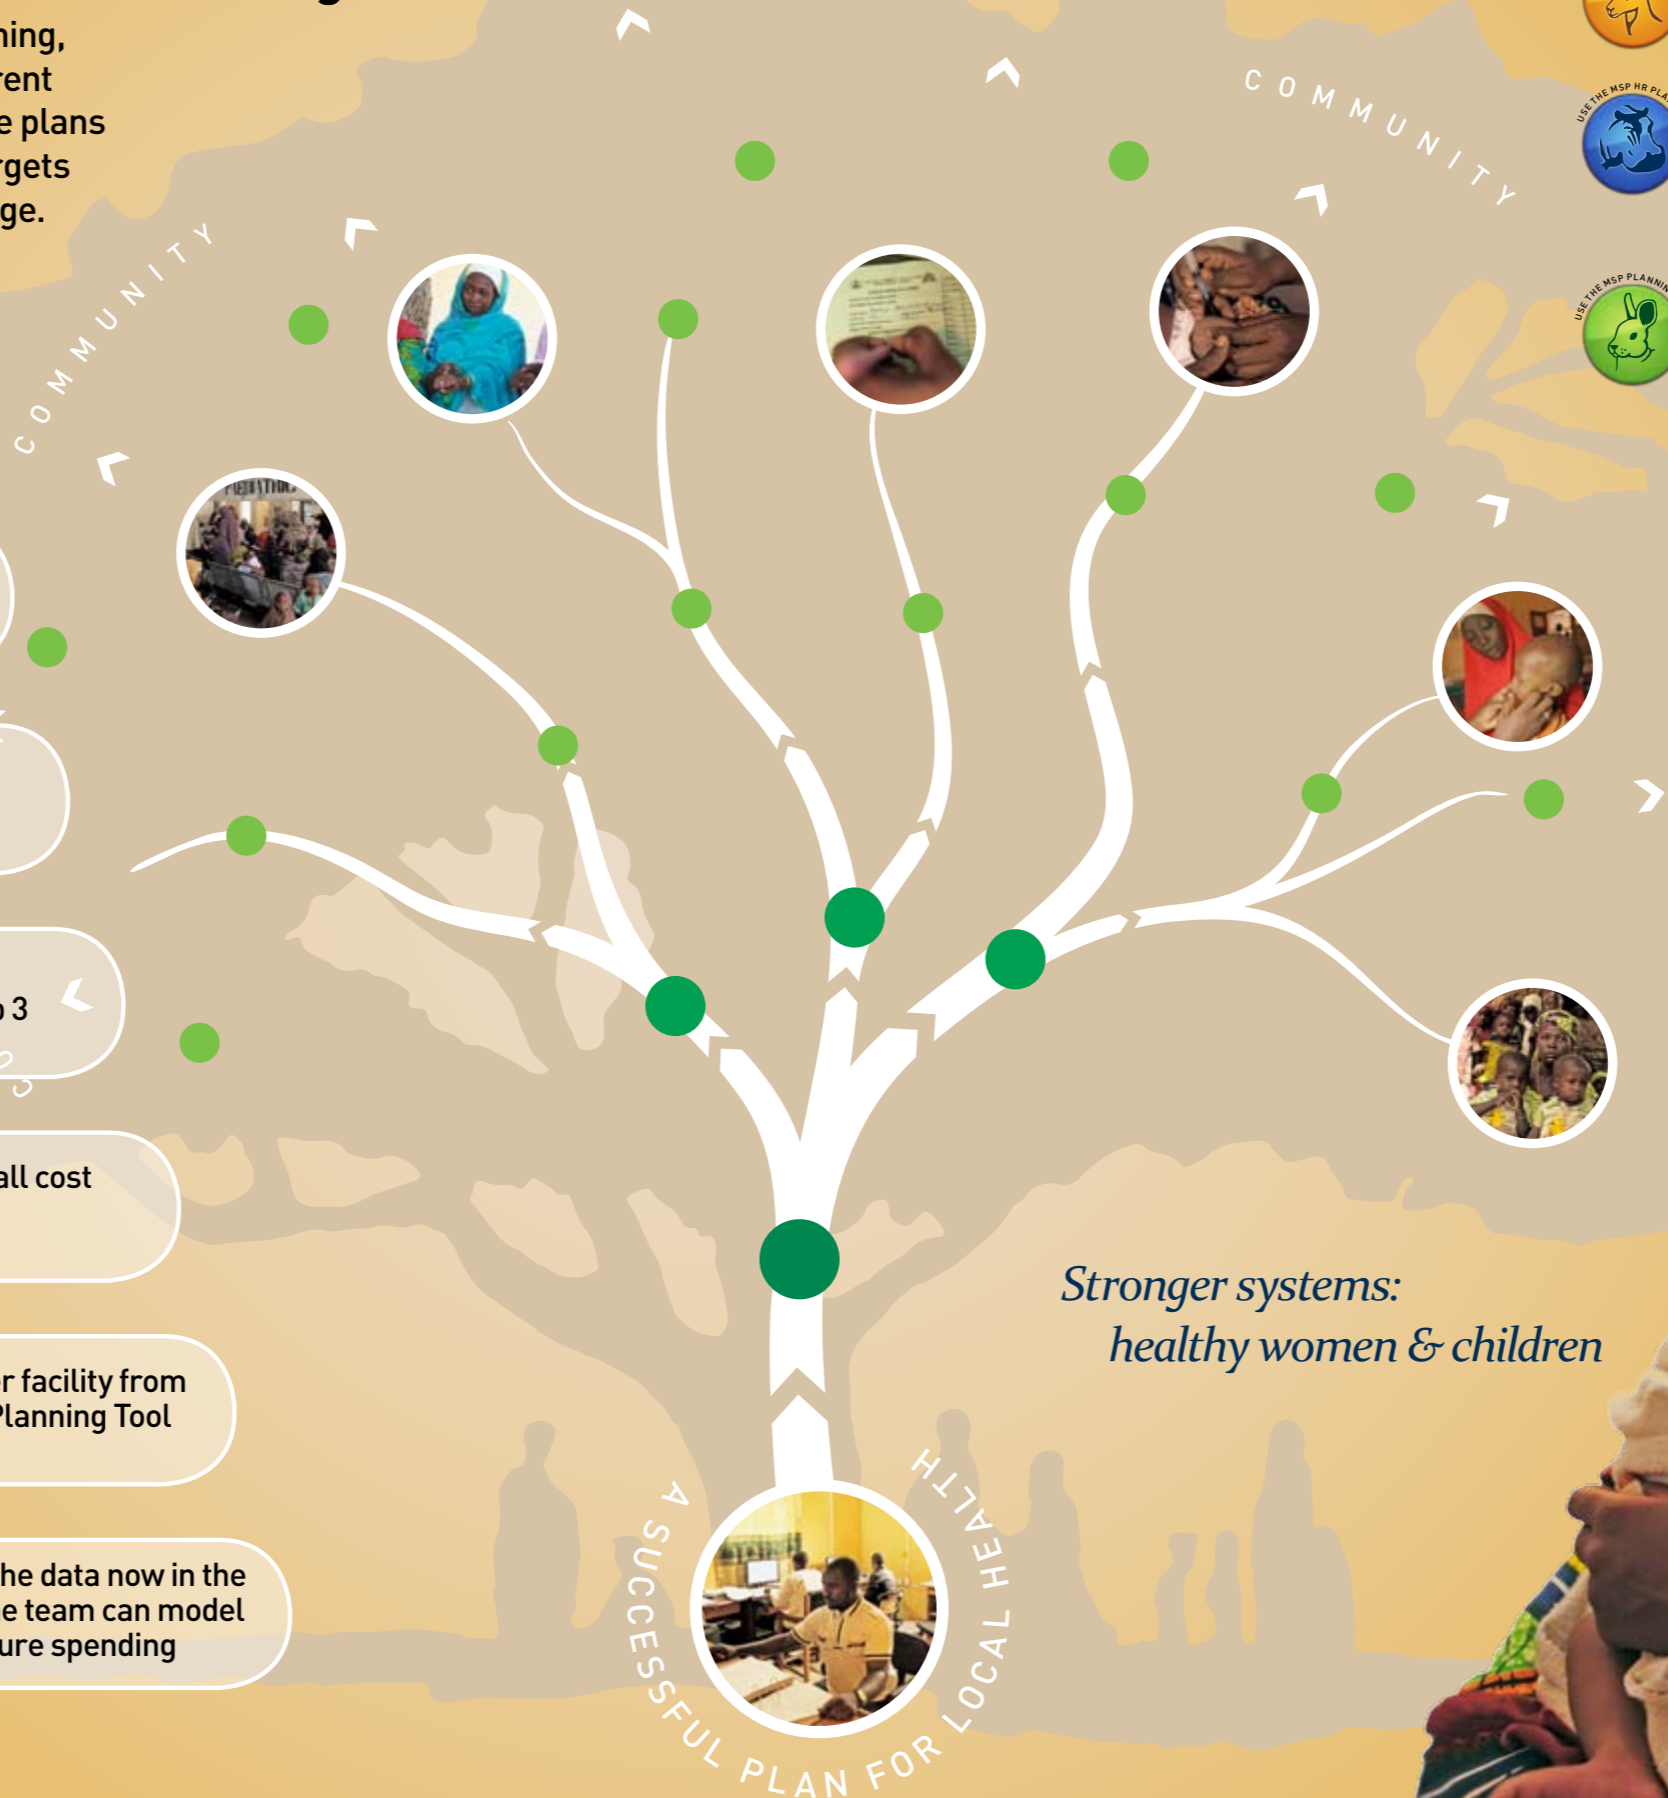 ning,
rent
e plans
rgets
ge.
COMMUNITY
COMMUNITY
USE THE MSP HR PLA
USE THE MSP PLANNIN
PAEDIATRIC
3
all cost
r facility from
Planning Tool
he data now in the
e team can model
ure spending
Stronger systems:
healthy women & children
A SUCCESSFUL PLAN FOR LOCAL HEALTH